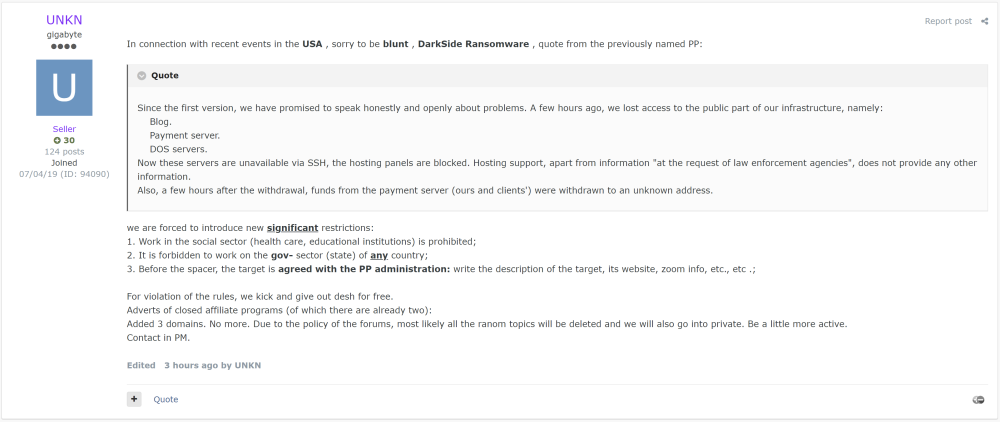 UNKN
gigabyte
U
Seller
30
124 posts
Joined
07/04/19 (ID: 94090)
Report post
In connection with recent events in the USA , sorry to be blunt , DarkSide Ransomware , quote from the previously named PP:
Quote
Since the first version, we have promised to speak honestly and openly about problems. A few hours ago, we lost access to the public part of our infrastructure, namely:
Blog.
Payment server.
DOS servers.
Now these servers are unavailable via SSH, the hosting panels are blocked. Hosting support, apart from information "at the request of law enforcement agencies", does not provide any other
information.
Also, a few hours after the withdrawal, funds from the payment server (ours and clients') were withdrawn to an unknown address.
we are forced to introduce new significant restrictions:
1. Work in the social sector (health care, educational institutions) is prohibited;
2. It is forbidden to work on the gov- sector (state) of any country;
3. Before the spacer, the target is agreed with the PP administration: write the description of the target, its website, zoom info, etc., etc .;
For violation of the rules, we kick and give out desh for free.
Adverts of closed affiliate programs (of which there are already two):
Added 3 domains. No more. Due to the policy of the forums, most likely all the ranom topics will be deleted and we will also go into private. Be a little more active.
Contact in PM.
Edited 3 hours ago by UNKN
+ Quote